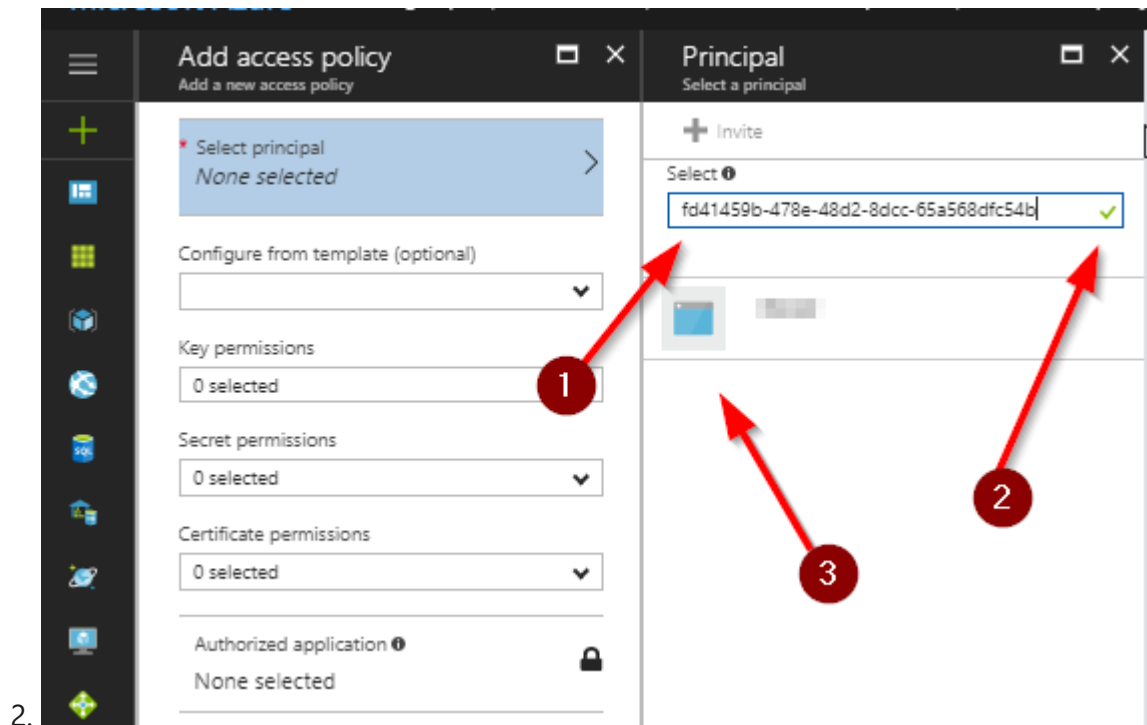 Add access policy
Add a new access policy
* Select principal
None selected
Configure from template (optional)
Key permissions
0 selected
Secret permissions
0 selected
Certificate permissions
0 selected
Authorized application
None selected
Principal
Select a principal
Invite
Select
fd41459b-478e-48d2-8dcc-65a568dfc54b
1
2
3
SQL
2.